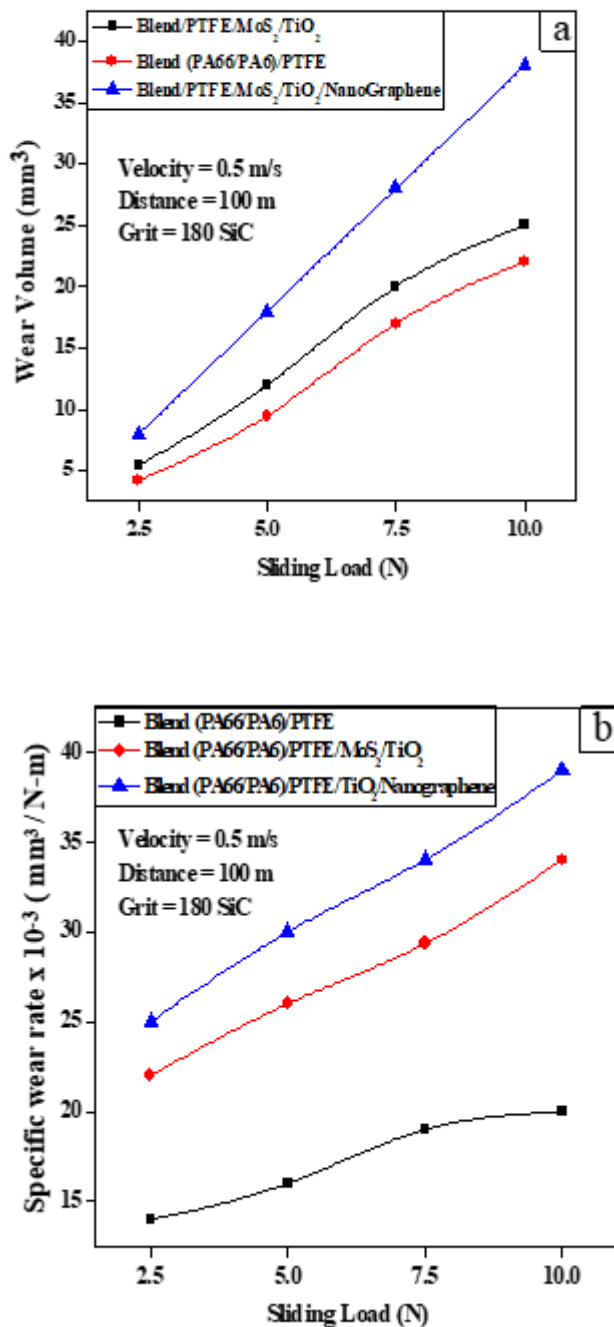 Blend/PTFE/MoS₂/TiO₂
a
Blend (PA66/PA6)/PTFE
Blend/PTFE/MoS₂/TiO₂/NanoGraphene
Velocity = 0.5 m/s
Distance = 100 m
Grit = 180 SiC
Wear Volume (mm³)
40
35
30
25
20
15
10
5
2.5 5.0 7.5 10.0
Sliding Load (N)
Blend (PA66/PA6)/PTFE
b
Blend (PA66/PA6)/PTFE/MoS₂/TiO₂
Blend (PA66/PA6)/PTFE/TiO₂/Nanographene
Velocity = 0.5 m/s
Distance = 100 m
Grit = 180 SiC
Specific wear rate x 10⁻³ ( mm³ / N-m)
40
35
30
25
20
15
2.5 5.0 7.5 10.0
Sliding Load (N)